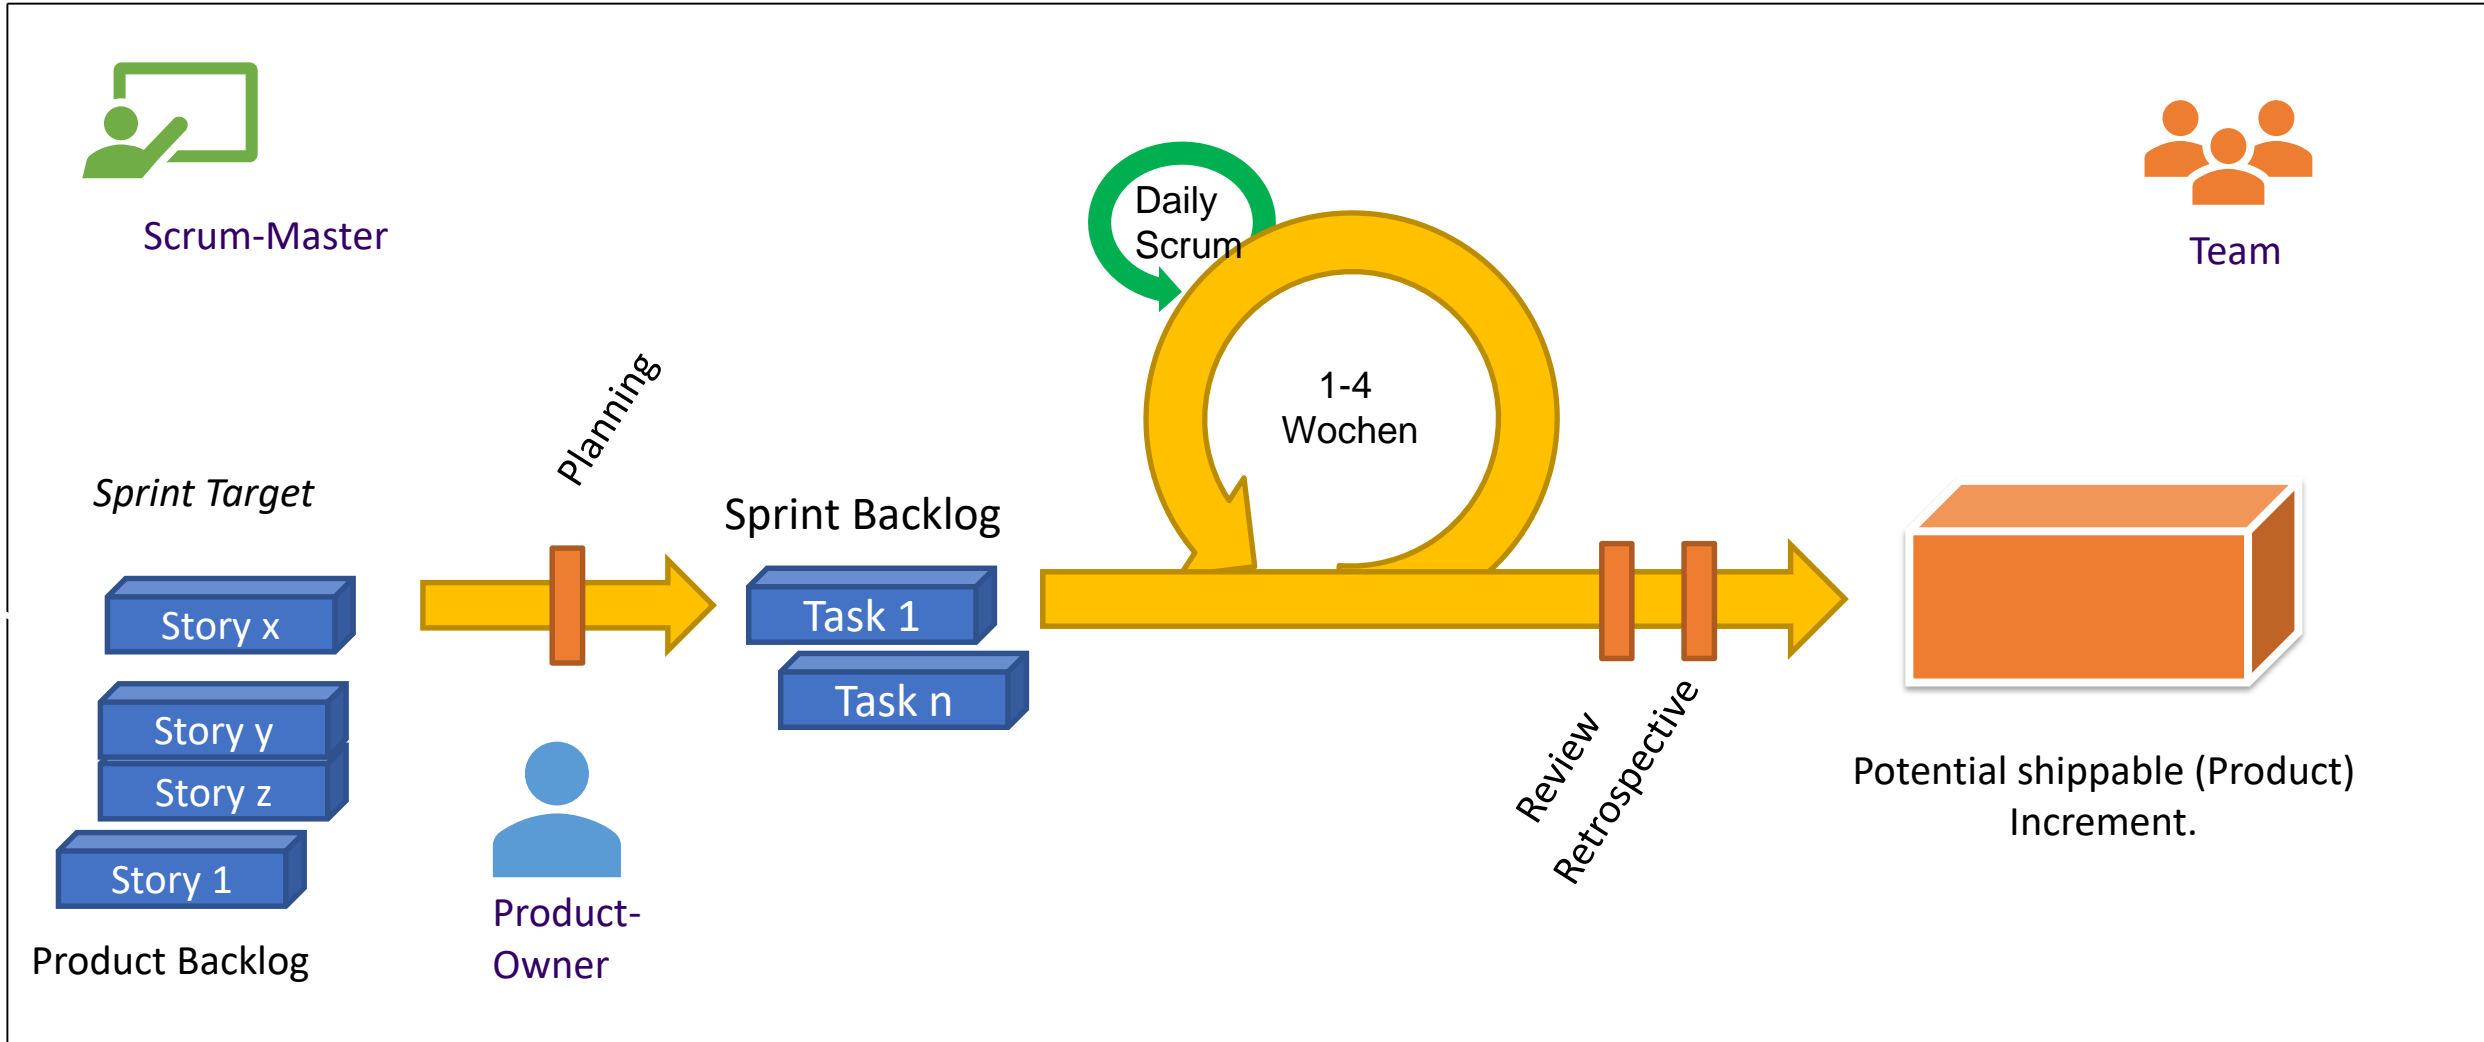 Scrum-Master
Team
Daily
Scrum
1-4
Wochen
Planning
Sprint Target
Sprint Backlog
Story x
Story y
Story z
Story 1
Product Backlog
Task 1
Task n
Product-
Owner
Review
Retrospective
Potential shippable (Product)
Increment.